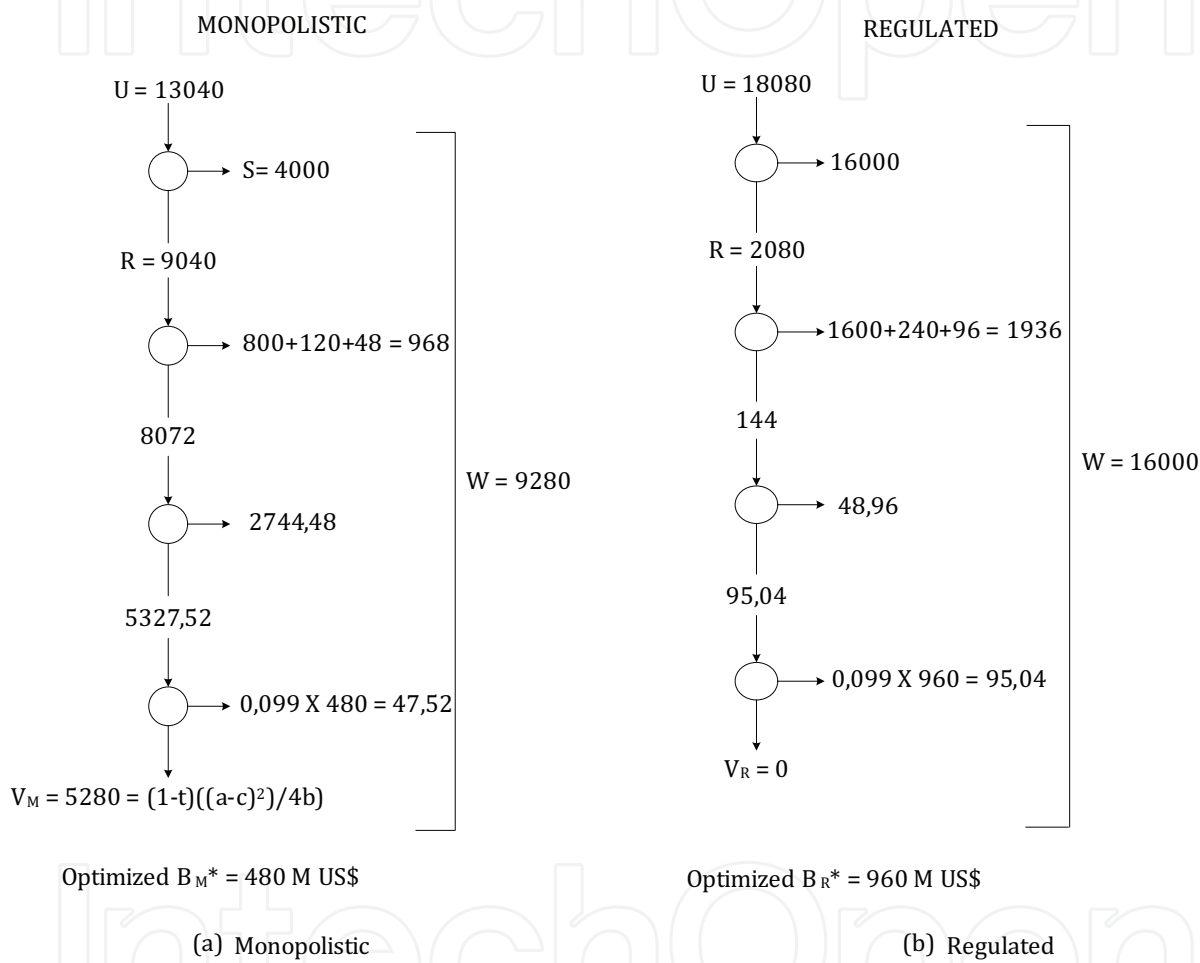 MONOPOLISTIC
U = 13040
S= 4000
R = 9040
800+120+48 = 968
8072
W = 9280
2744,48
5327,52
0,099 X 480 = 47,52
VM = 5280 = (1-t)((a-c)²)/4b)
Optimized BM* = 480 M US$
(a) Monopolistic
REGULATED
U = 18080
16000
R = 2080
1600+240+96 = 1936
144
W = 16000
48,96
95,04
0,099 X 960 = 95,04
VR = 0
Optimized BR* = 960 M US$
(b) Regulated
IntechOpen
IntechOpen